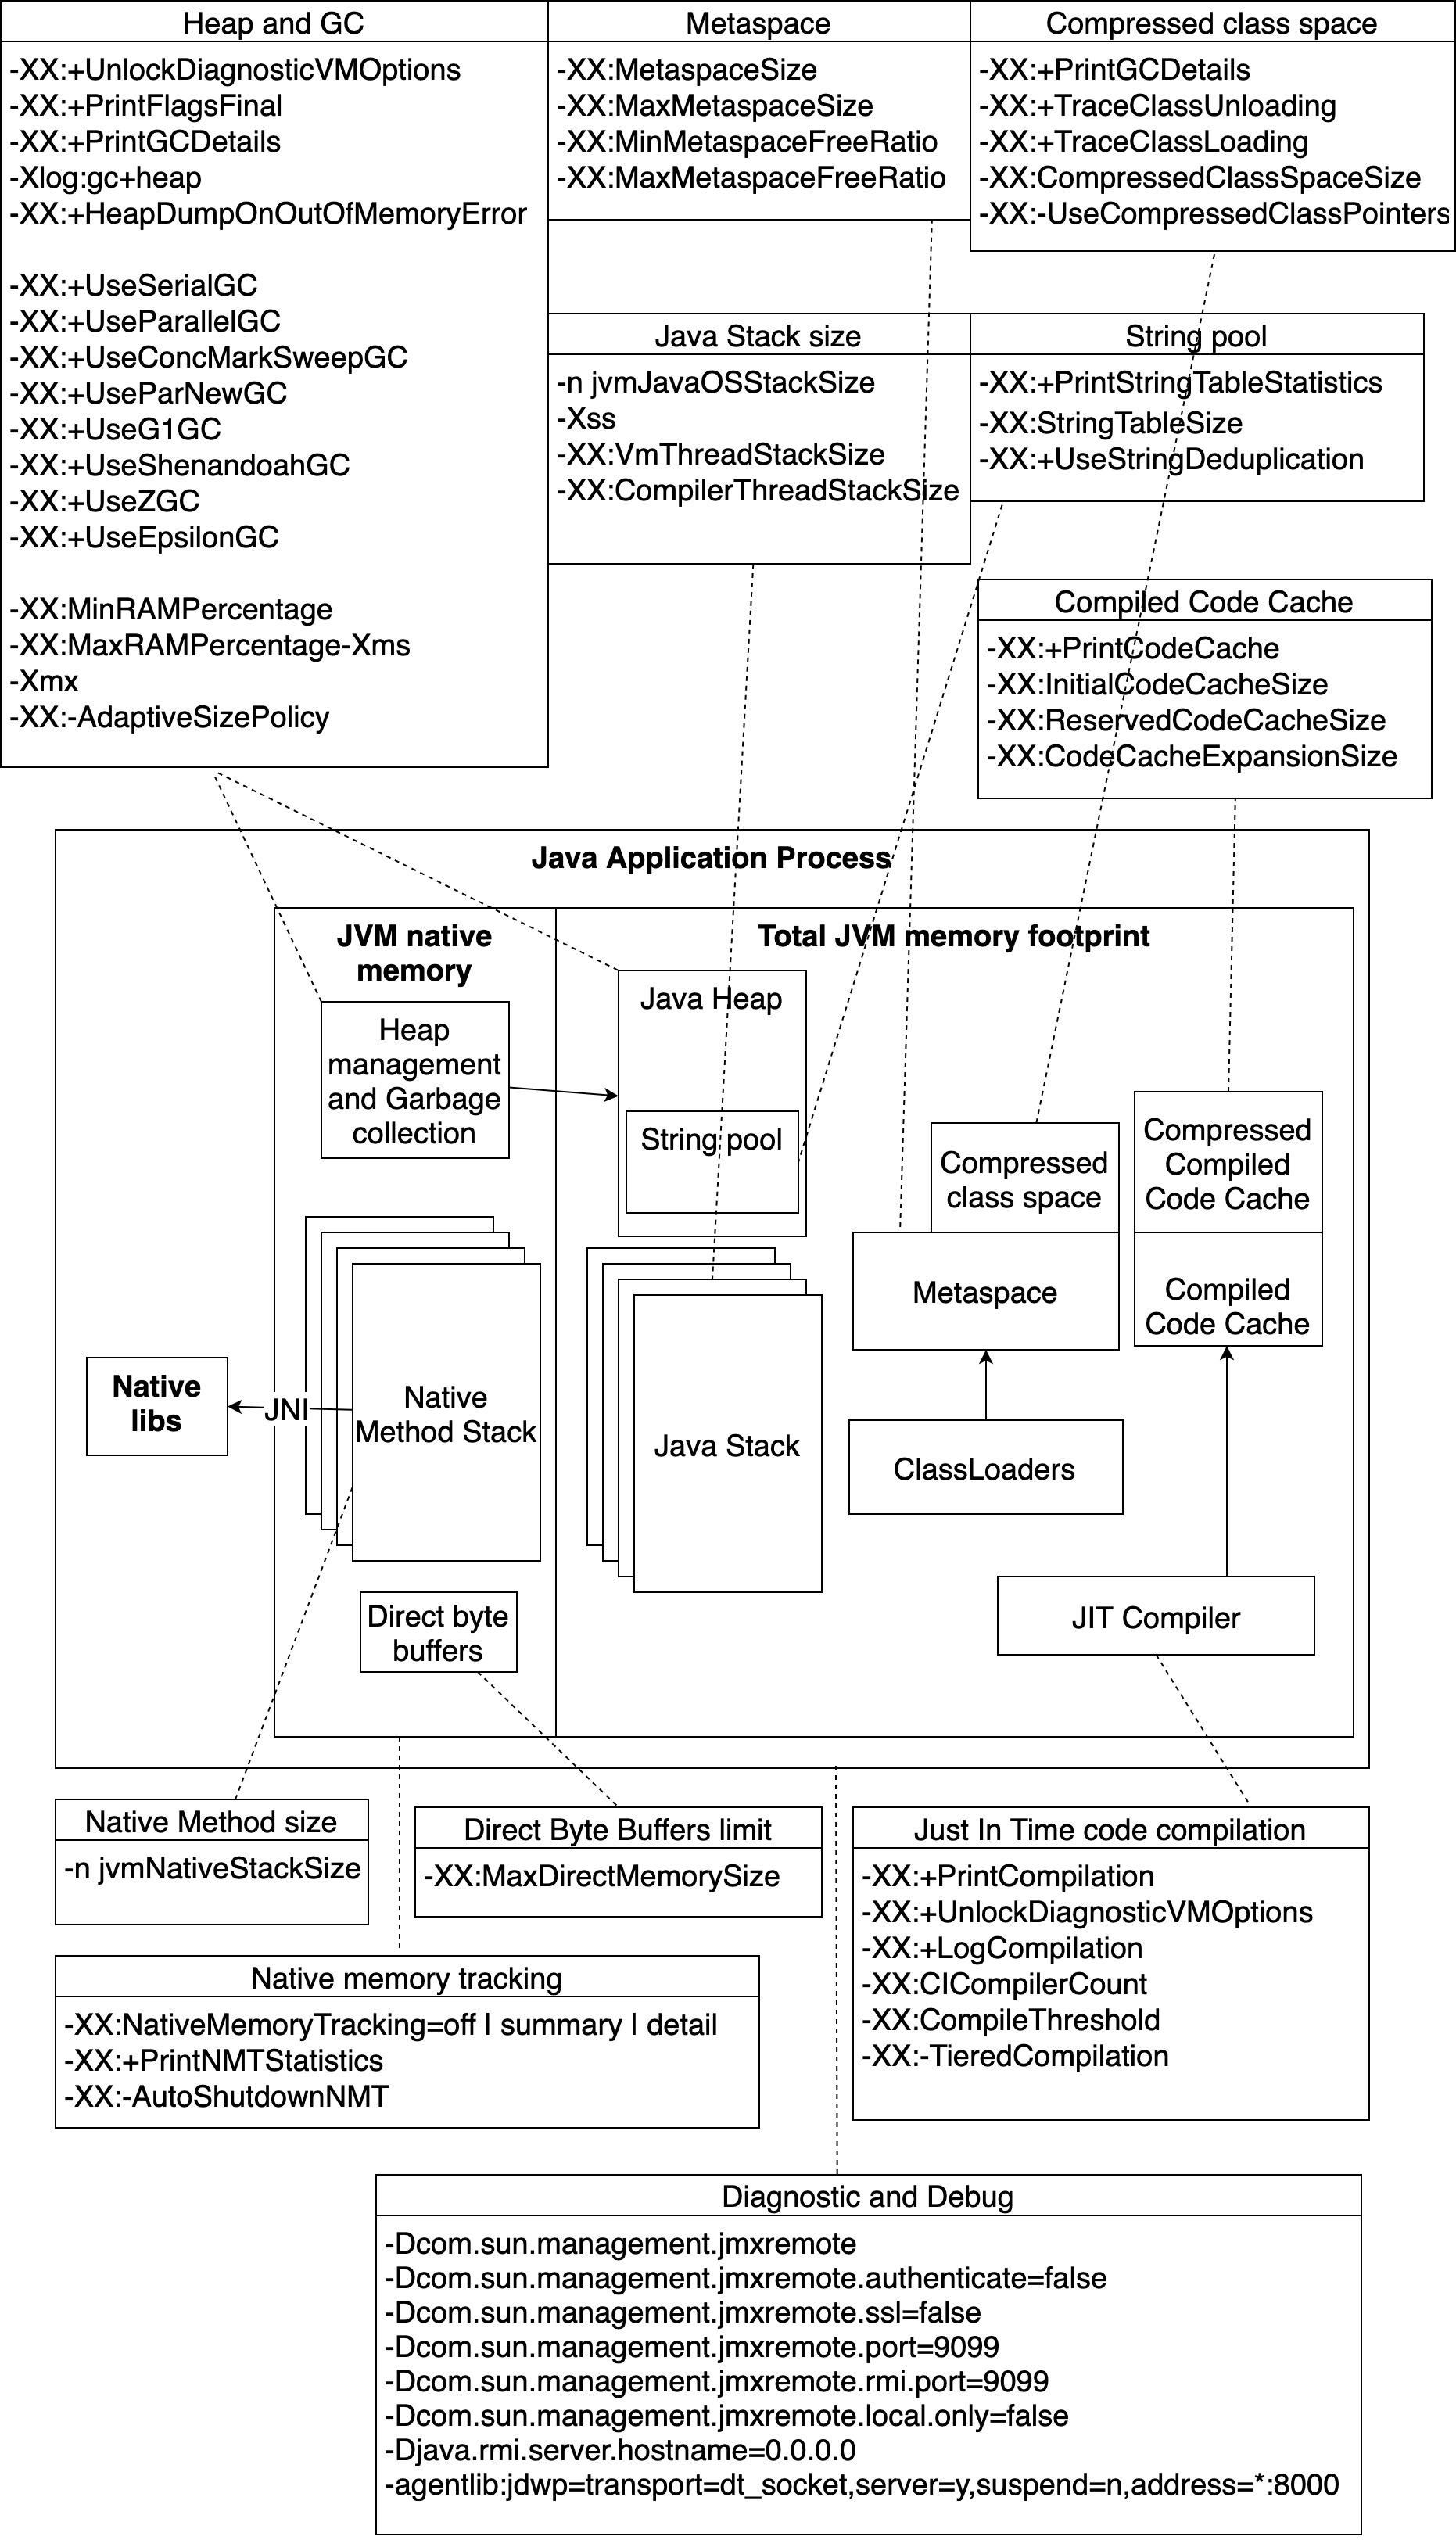 Heap and GC
-XX:+UnlockDiagnosticVMOptions
-XX:+PrintFlagsFinal
-XX:+PrintGCDetails
-Xlog:gc+heap
-XX:+HeapDumpOnOutOfMemoryError
-XX:+UseSerialGC
-XX:+UseParallelGC
-XX:+UseConcMarkSweepGC
-XX:+UseParNewGC
-XX:+UseG1GC
-XX:+UseShenandoahGC
-XX:+UseZGC
-XX:+UseEpsilonGC
-XX:MinRAMPercentage
-XX:MaxRAMPercentage-Xms
-Xmx
-XX:-AdaptiveSizePolicy
Metaspace
-XX:MetaspaceSize
-XX:MaxMetaspaceSize
-XX:MinMetaspaceFreeRatio
-XX:MaxMetaspaceFreeRatio
Compressed class space
-XX:+PrintGCDetails
-XX:+TraceClassUnloading
-XX:+TraceClassLoading
-XX:CompressedClassSpaceSize
-XX:-UseCompressedClassPointers
Java Stack size
-n jvmJavaOSStackSize
-Xss
-XX:VmThreadStackSize
-XX:CompilerThreadStackSize
String pool
-XX:+PrintStringTableStatistics
-XX:StringTableSize
-XX:+UseStringDeduplication
Compiled Code Cache
-XX:+PrintCodeCache
-XX:InitialCodeCacheSize
-XX:ReservedCodeCacheSize
-XX:CodeCacheExpansionSize
Java Application Process
JVM native
memory
Total JVM memory footprint
Heap
management
and Garbage
collection
Java Heap
String pool
Compressed
class space
Metaspace
Compressed
Compiled
Code Cache
Compiled
Code Cache
Native
libs
JNI
Native
Method Stack
Java Stack
ClassLoaders
Direct byte
buffers
JIT Compiler
Native Method size
-n jvmNativeStackSize
Direct Byte Buffers limit
-XX:MaxDirectMemorySize
Just In Time code compilation
-XX:+PrintCompilation
-XX:+UnlockDiagnosticVMOptions
-XX:+LogCompilation
-XX:CICompilerCount
-XX:CompileThreshold
-XX:-TieredCompilation
Native memory tracking
-XX:NativeMemoryTracking=off | summary | detail
-XX:+PrintNMTStatistics
-XX:-AutoShutdownNMT
Diagnostic and Debug
-Dcom.sun.management.jmxremote
-Dcom.sun.management.jmxremote.authenticate=false
-Dcom.sun.management.jmxremote.ssl=false
-Dcom.sun.management.jmxremote.port=9099
-Dcom.sun.management.jmxremote.rmi.port=9099
-Dcom.sun.management.jmxremote.local.only=false
-Djava.rmi.server.hostname=0.0.0.0
-agentlib:jdwp=transport=dt_socket,server=y,suspend=n,address=*:8000